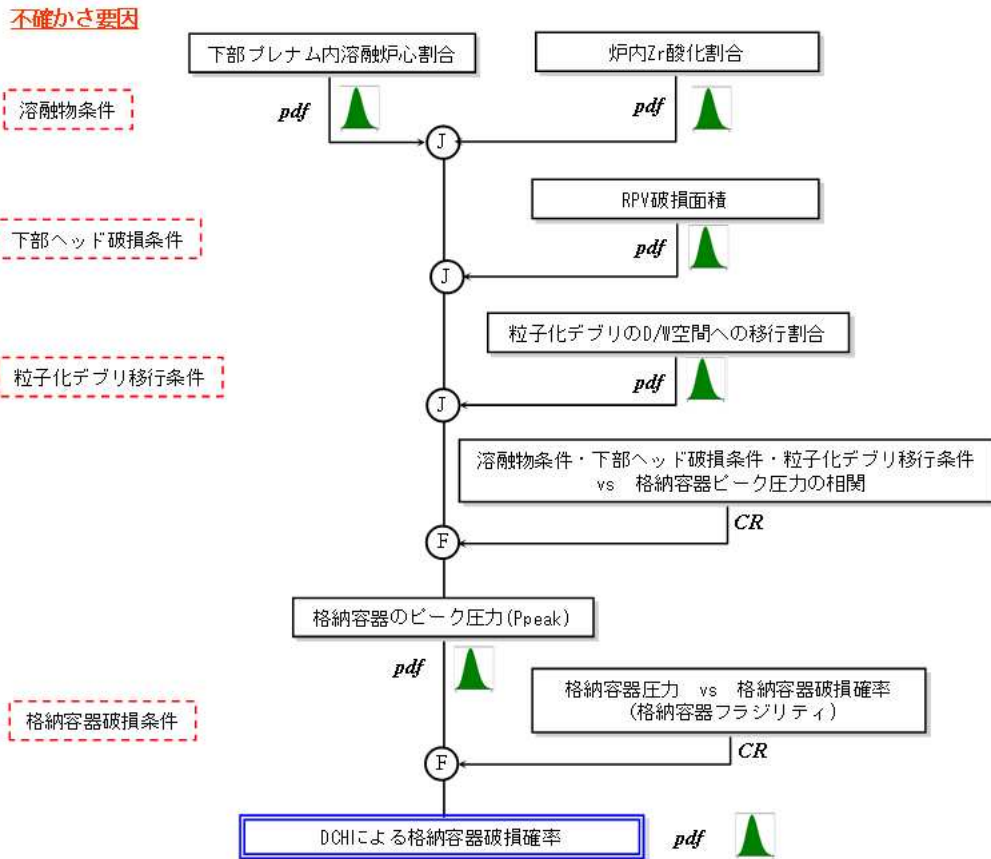 不確かさ要因
下部プレナム内溶融炉心割合
炉内Zr酸化割合
溶融物条件
pdf
pdf
J
RPV破損面積
下部ヘッド破損条件
pdf
J
粒子化デブリのD/W空間への移行割合
粒子化デブリ移行条件
pdf
J
溶融物条件・下部ヘッド破損条件・粒子化デブリ移行条件
vs 格納容器ピーク圧力の相関
CR
F
格納容器のピーク圧力(Ppeak)
pdf
格納容器圧力 vs 格納容器破損確率
(格納容器フラジリティ)
格納容器破損条件
CR
F
DCHIによる格納容器破損確率
pdf